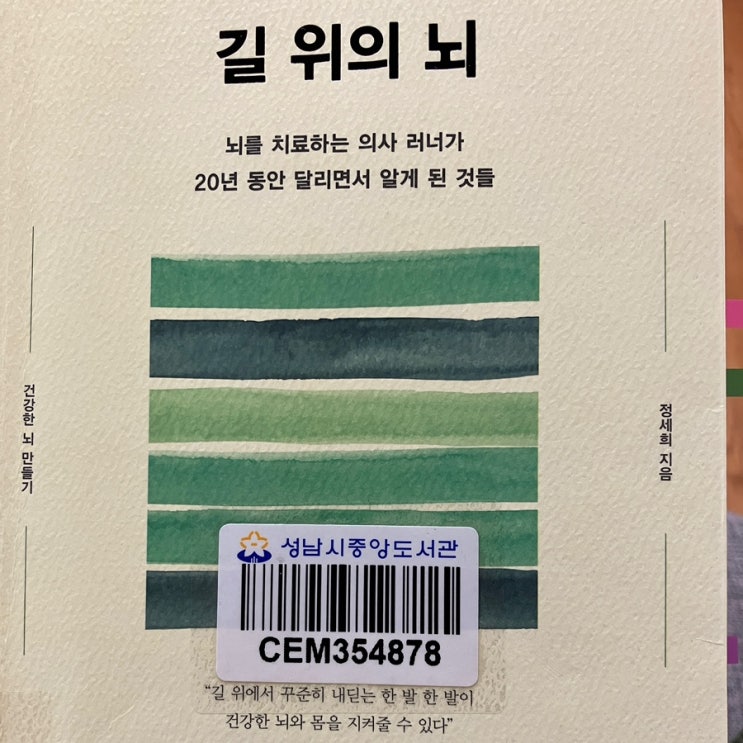 길 위의 뇌
뇌를 치료하는 의사 러너가
20년 동안 달리면서 알게 된 것들
건강한 뇌 만들기
정세희 지음
성남시중앙도서관
CEM354878
“길 위에서 꾸준히 내딛는 한 발 한 발이
건강한 뇌와 몸을 지켜줄 수 있다”